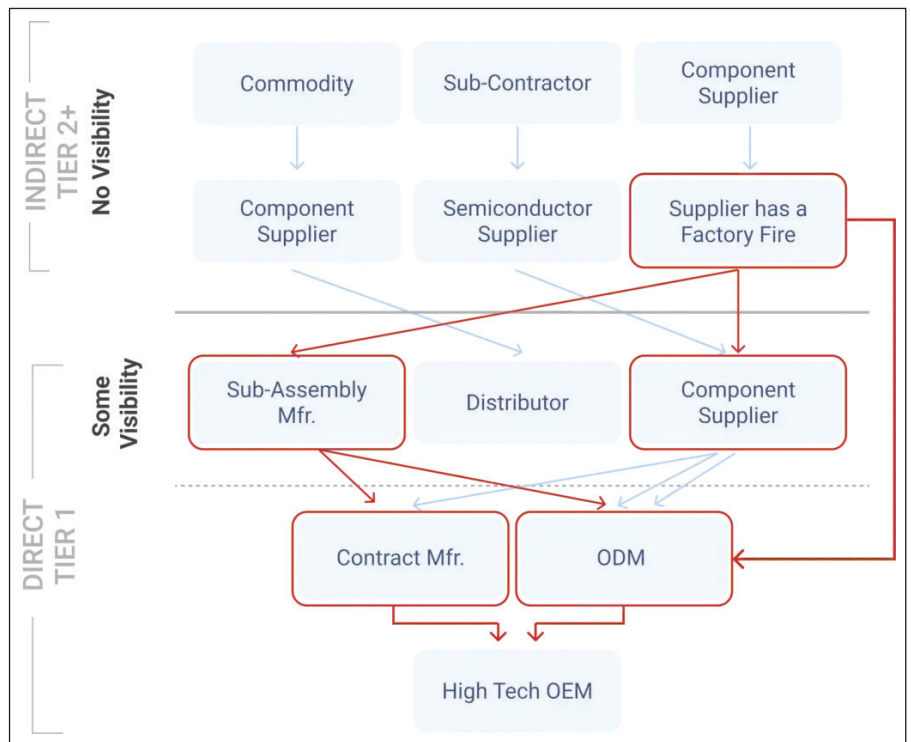 INDIRECT
TIER 2+
No Visibility
Commodity
Sub-Contractor
Component
Supplier
Component
Supplier
Semiconductor
Supplier
Supplier has a
Factory Fire
DIRECT
TIER 1
Some
Visibility
Sub-Assembly
Mfr.
Distributor
Component
Supplier
Contract Mfr.
ODM
High Tech OEM